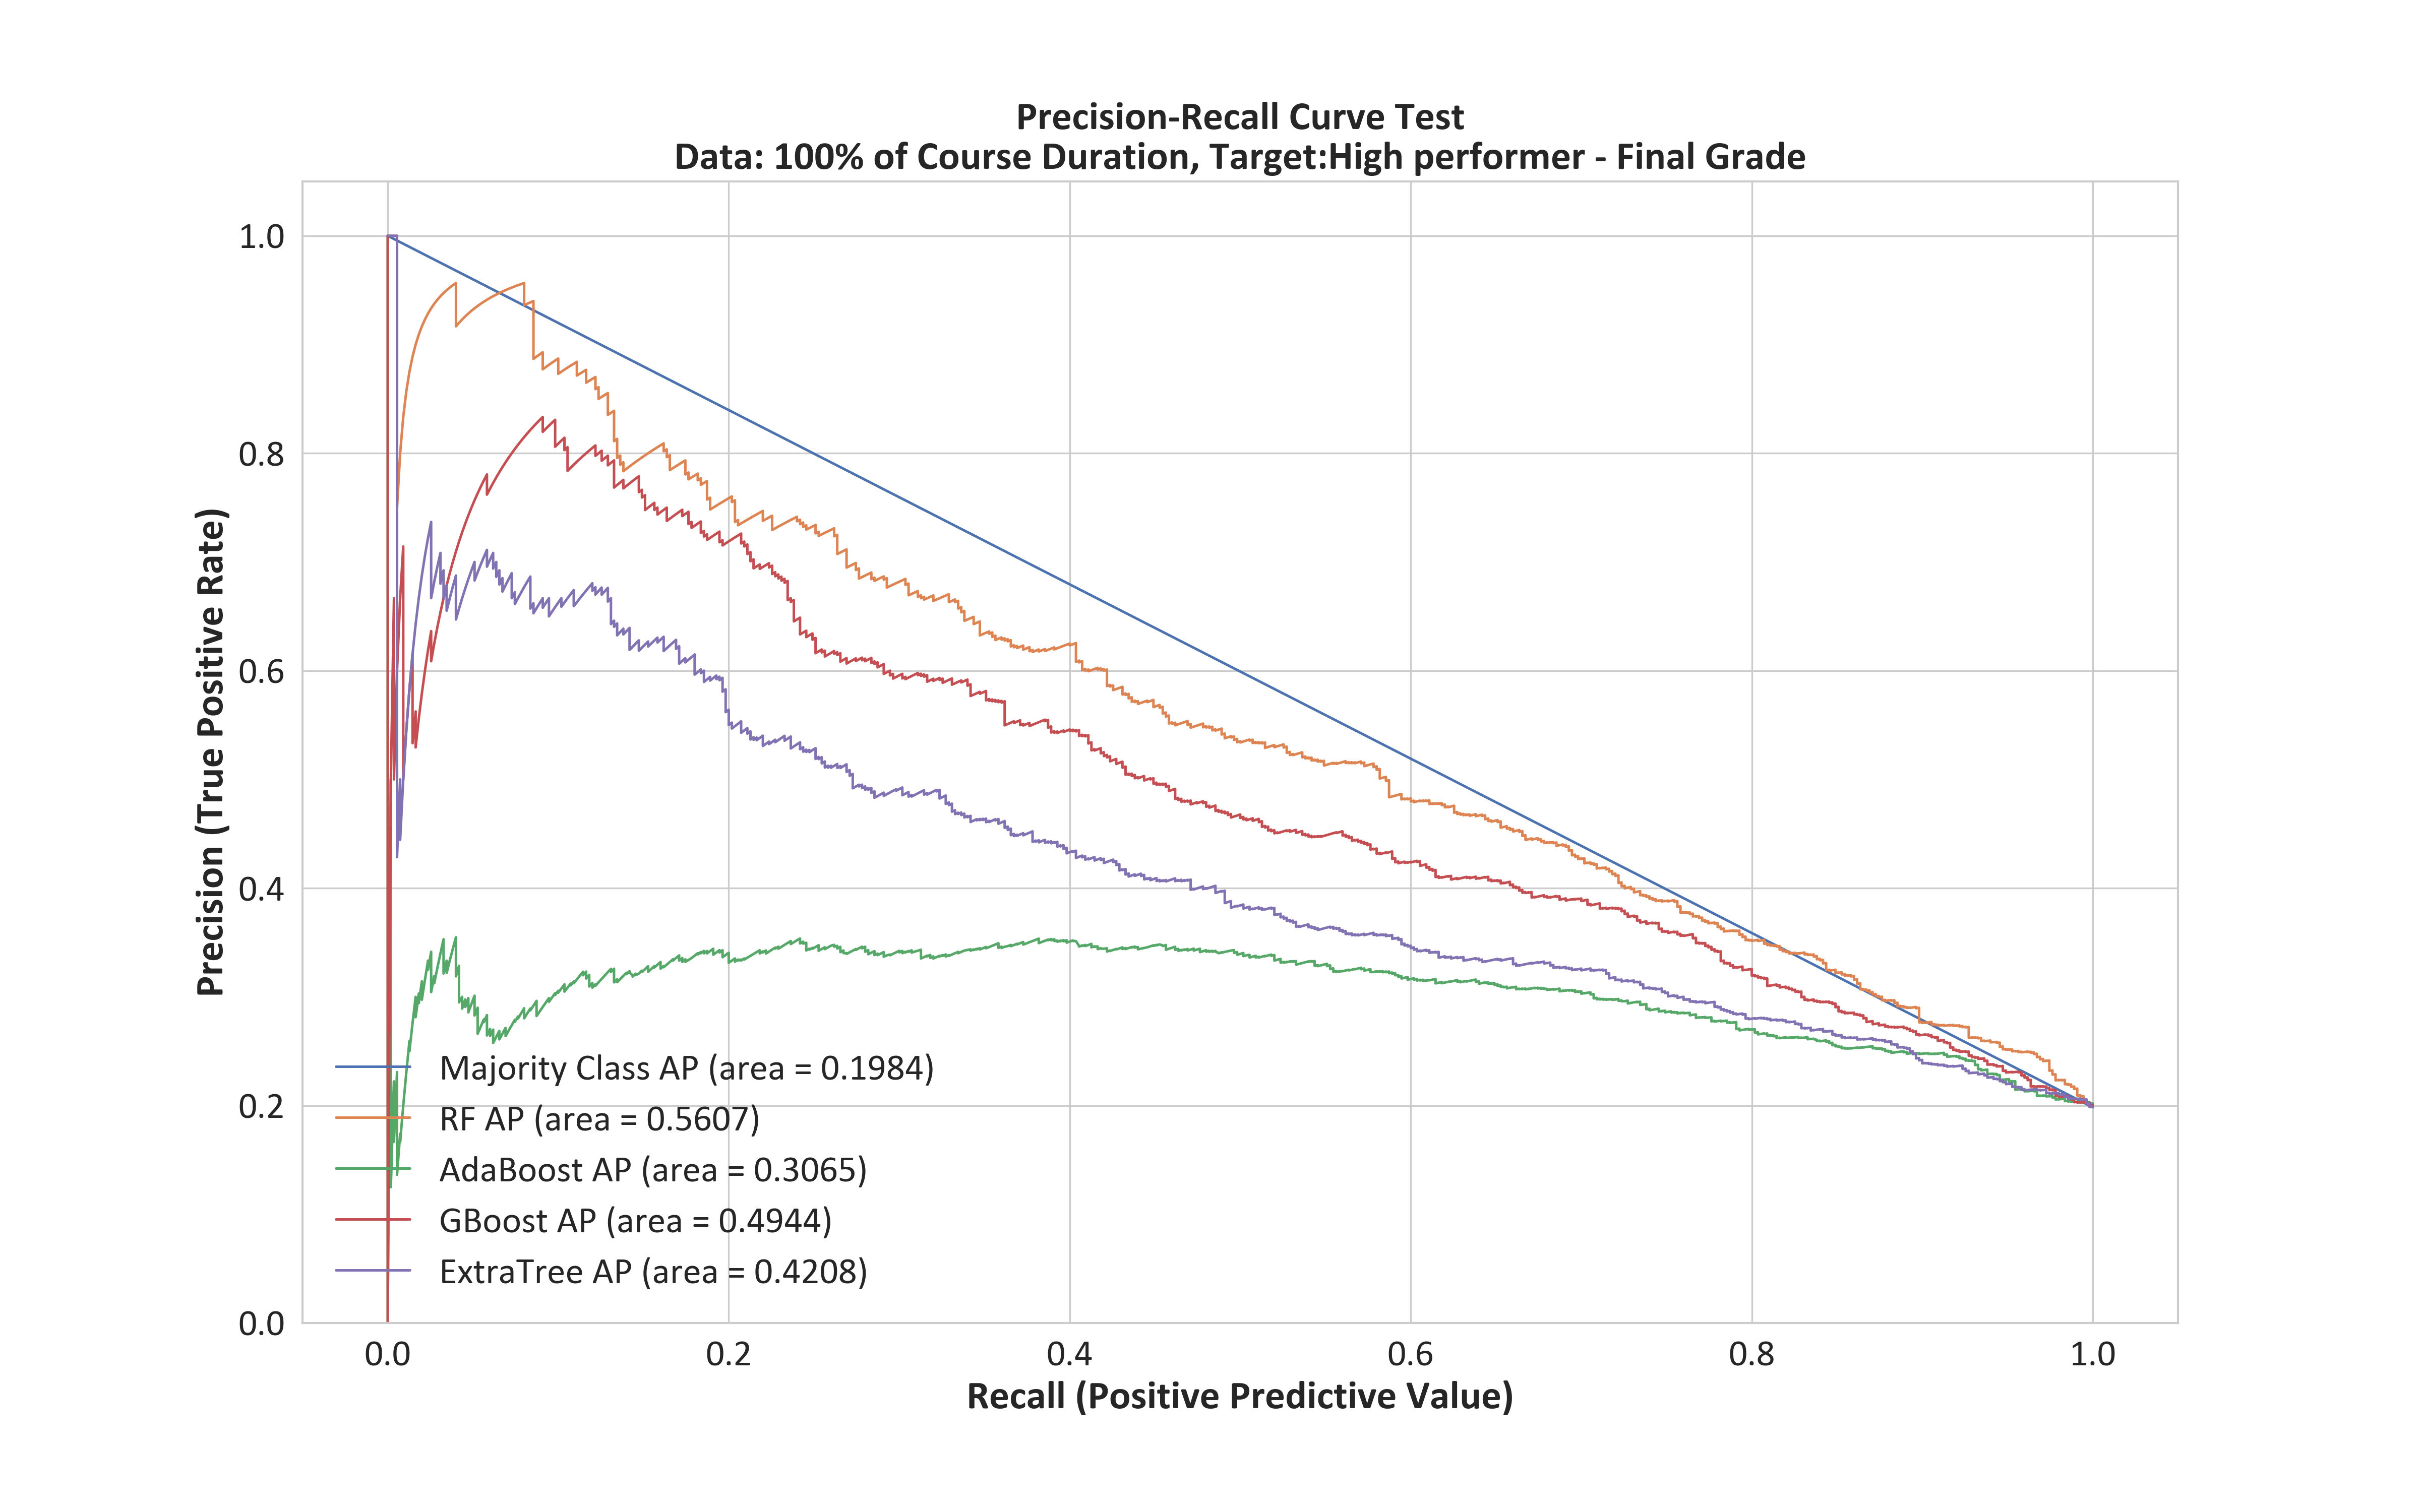 Precision-Recall Curve Test
Data: 100% of Course Duration, Target:High performer - Final Grade
Precision (True Positive Rate)
1.0
0.8
0.6
0.4
0.2
0.0
Majority Class AP (area = 0.1984)
RF AP (area = 0.5607)
AdaBoost AP (area = 0.3065)
GBoost AP (area = 0.4944)
ExtraTree AP (area = 0.4208)
0.0 0.2 0.4 0.6 0.8 1.0
Recall (Positive Predictive Value)